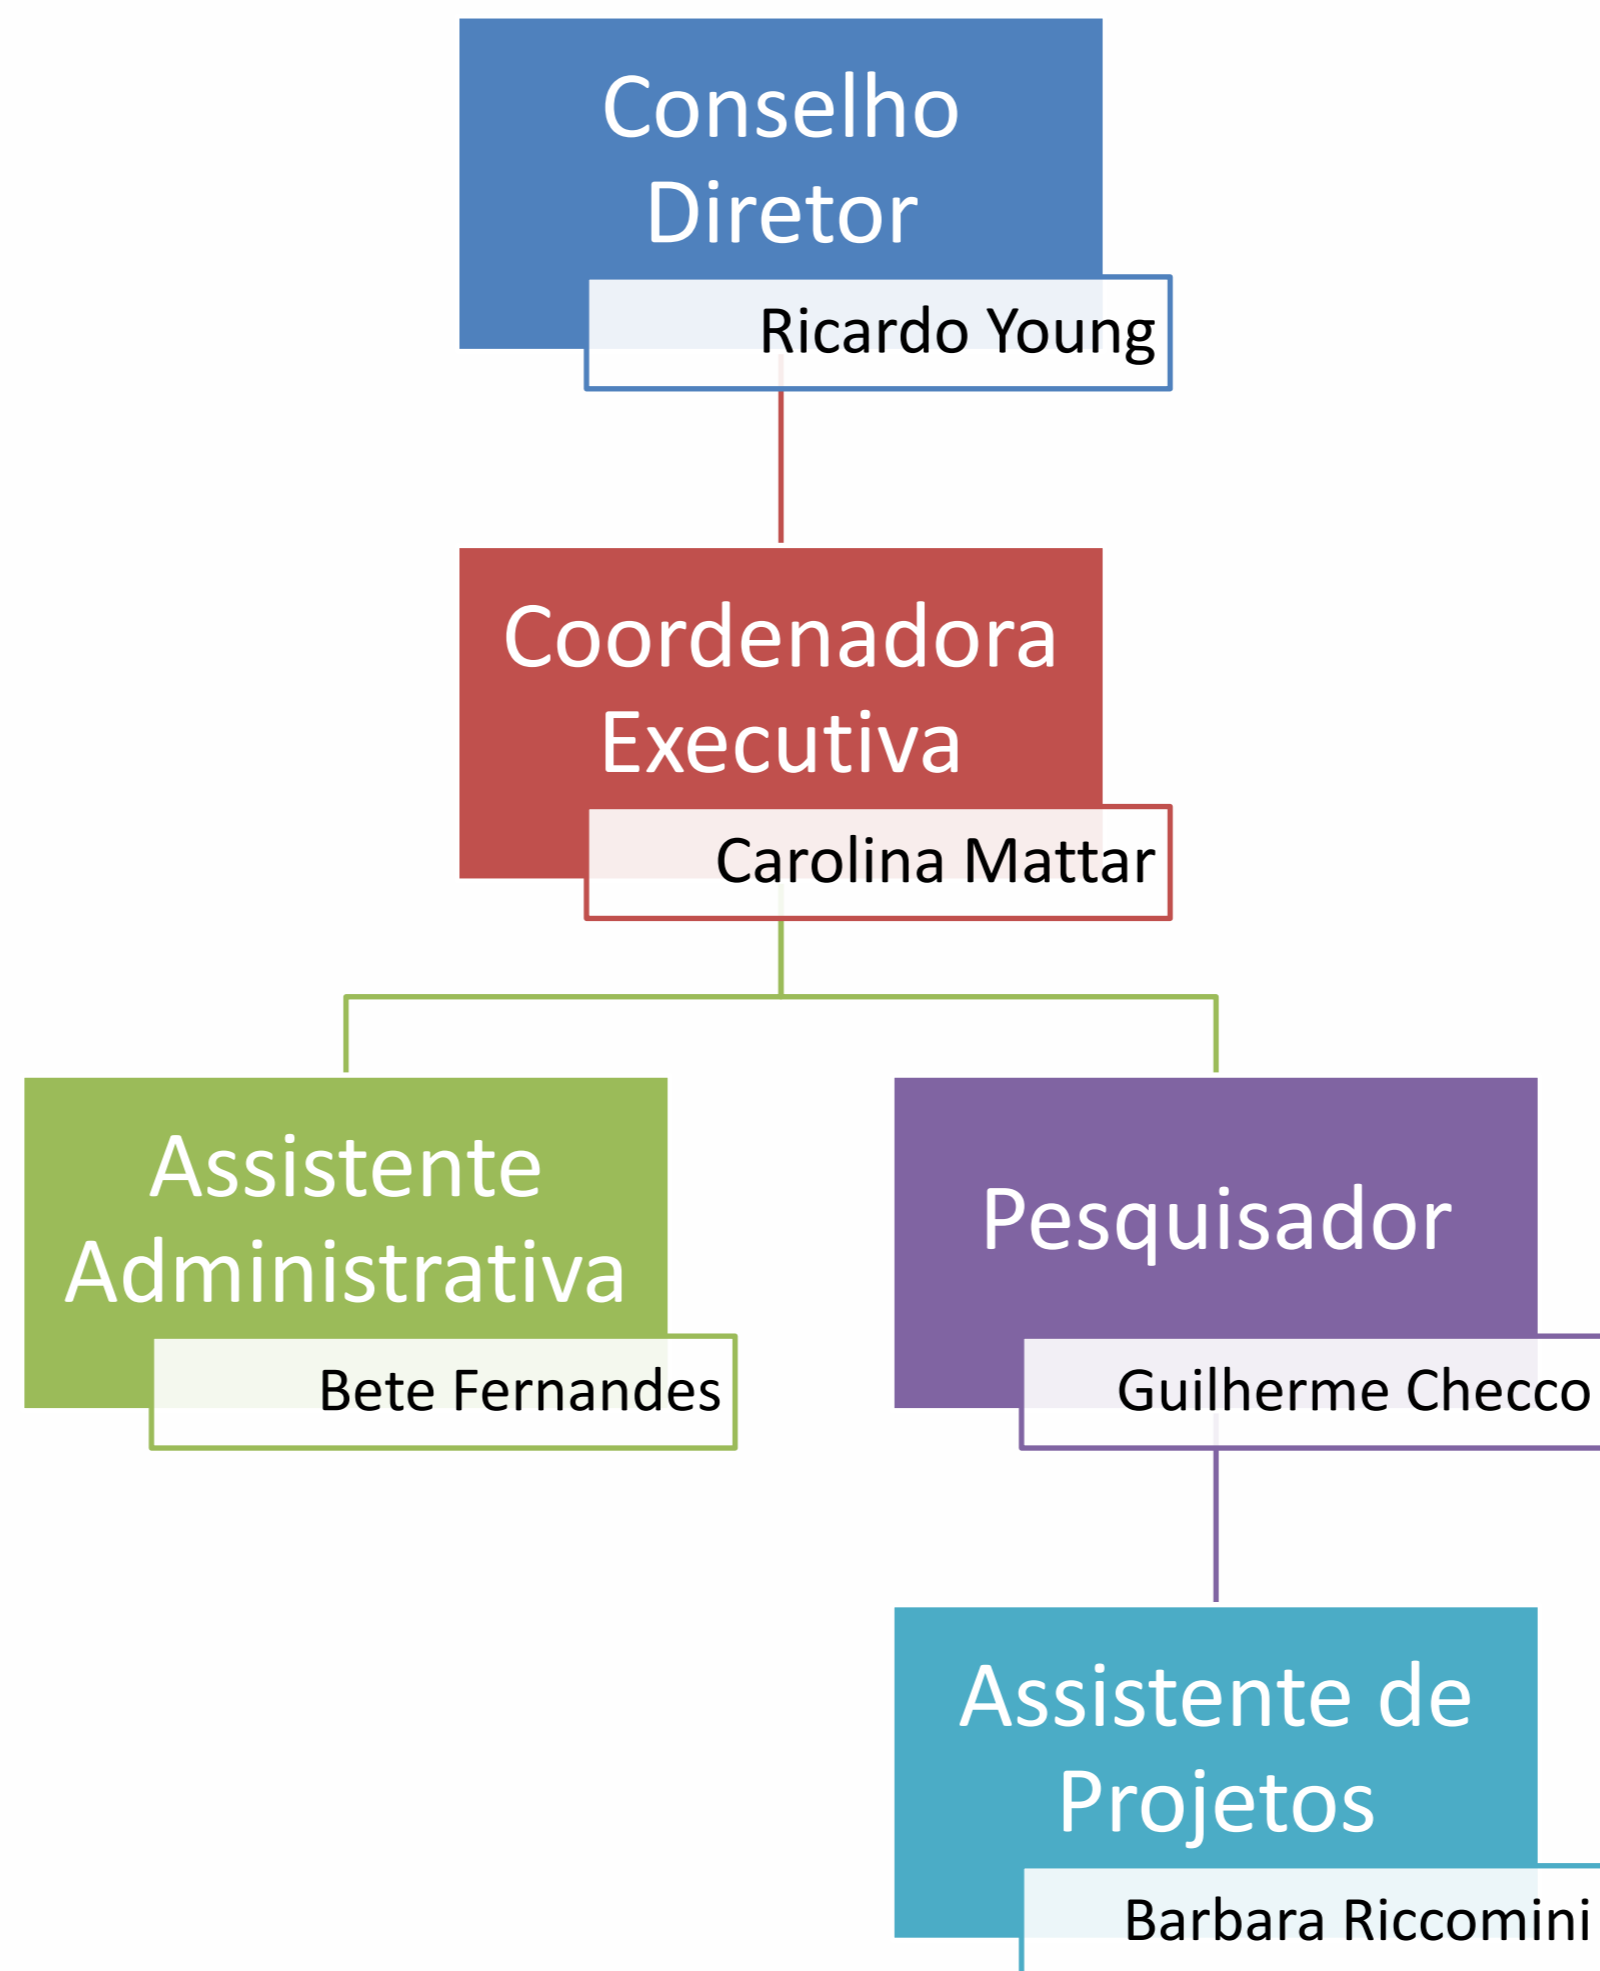 Conselho
Diretor
Ricardo Young
Coordenadora
Executiva
Carolina Mattar
Assistente
Administrativa
Bete Fernandes
Pesquisador
Guilherme Checco
Assistente de
Projetos
Barbara Riccomini